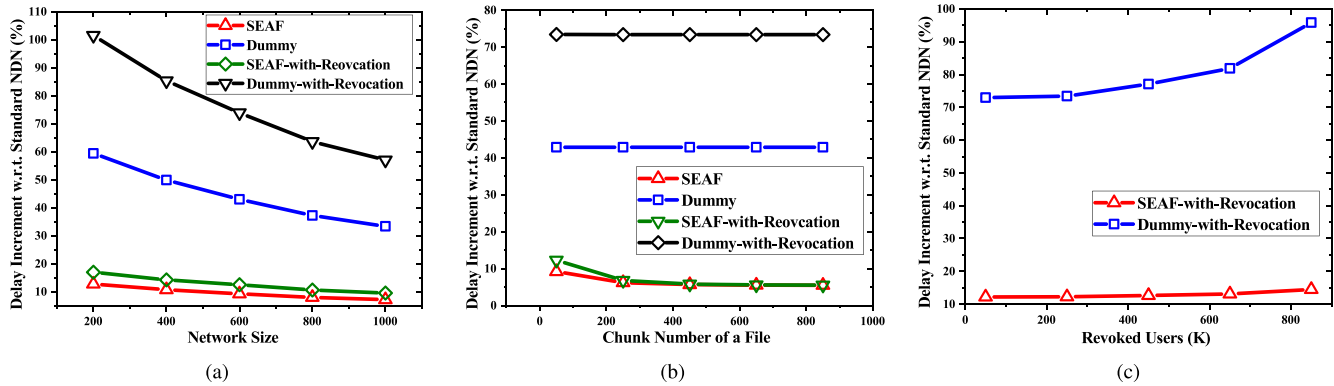 Delay Increment w.r.t. Standard NDN (%)
110
100
90
80
70
60
50
40
30
20
10
SEAF
Dummy
SEAF-with-Reovcation
Dummy-with-Revocation
200 400 600 800 1000
Network Size
(a)
Delay Increment w.r.t. Standard NDN (%)
80
70
60
50
40
30
20
10
0
SEAF
Dummy
SEAF-with-Reovcation
Dummy-with-Revocation
0 200 400 600 800 1000
Chunk Number of a File
(b)
Delay Increment w.r.t. Standard NDN (%)
100
90
80
70
60
50
40
30
20
10
SEAF-with-Revocation
Dummy-with-Revocation
0 200 400 600 800
Revoked Users (K)
(c)